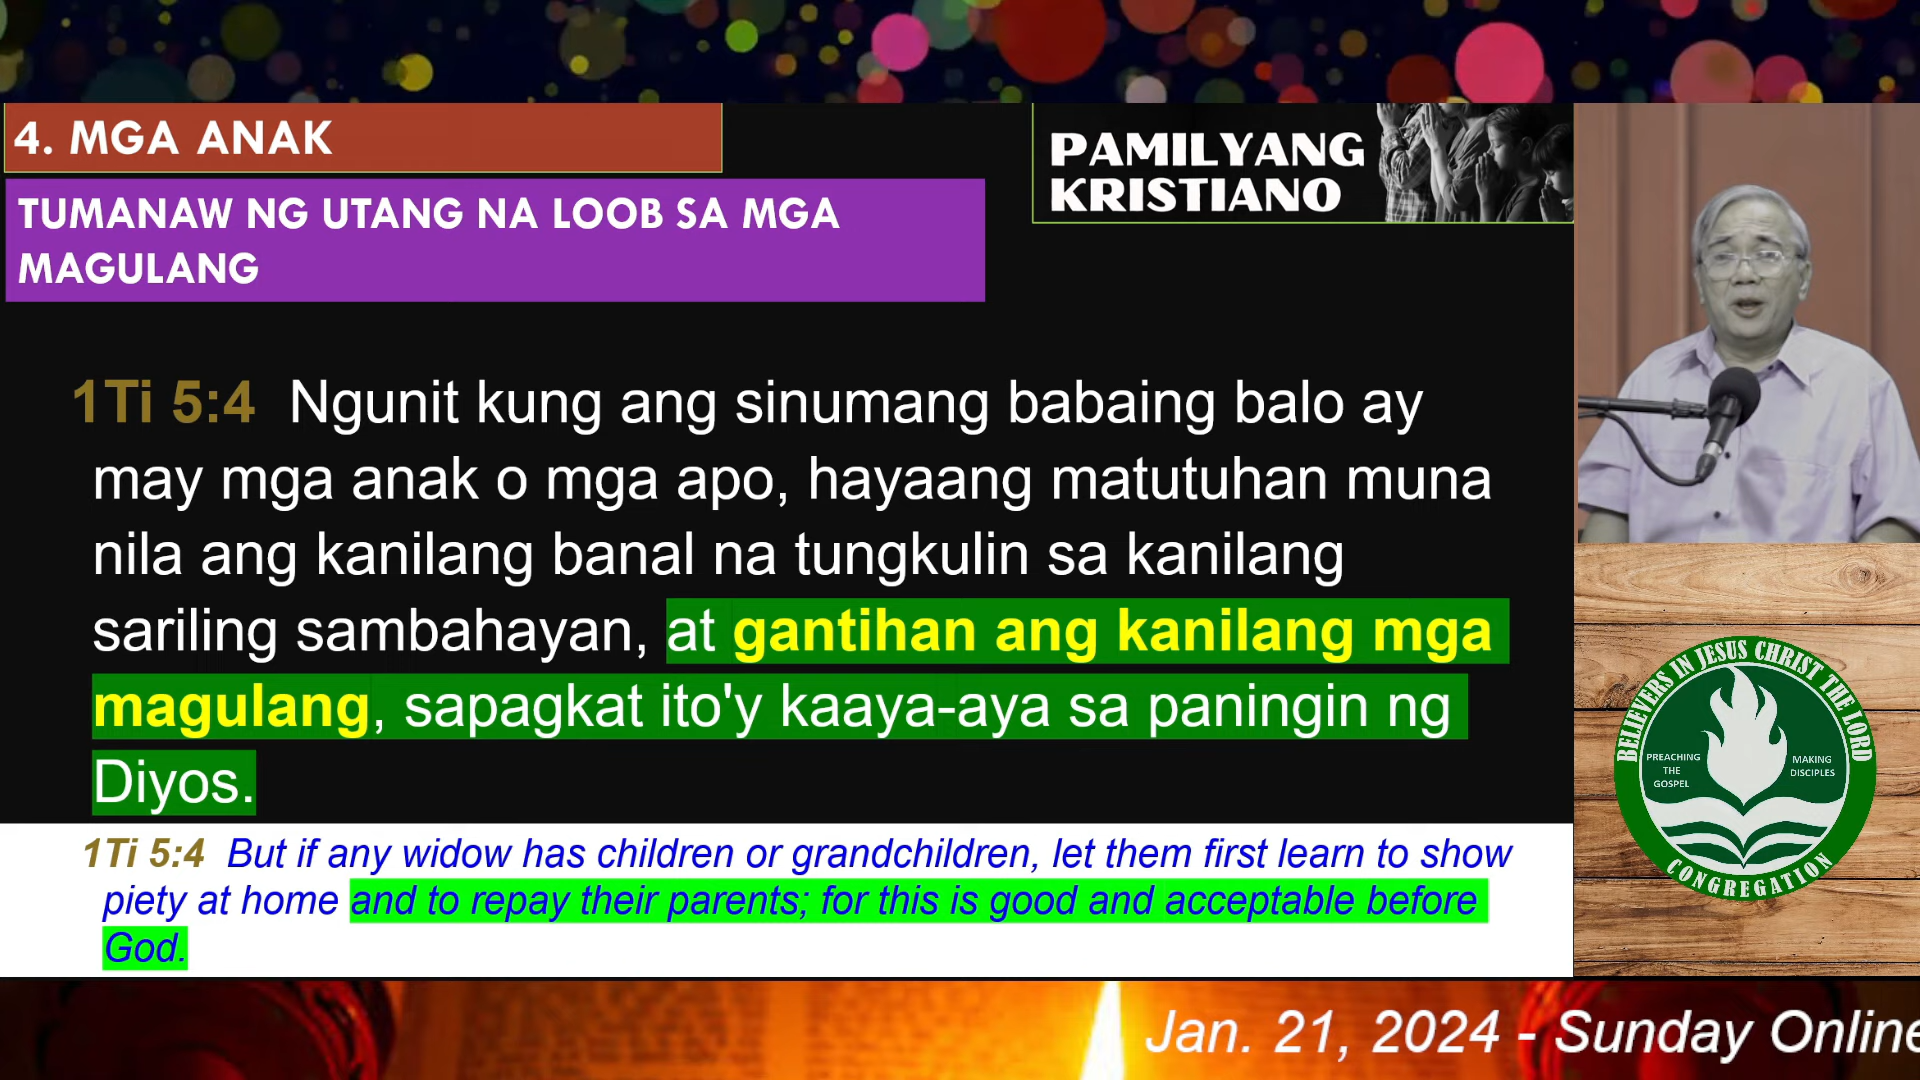 4. MGA ANAK
TUMANAW NG UTANG NA LOOB SA MGA
MAGULANG
PAMILYANG
KRISTIANO
1Ti 5:4 Ngunit kung ang sinumang babaing balo ay
may mga anak o mga apo, hayaang matutuhan muna
nila ang kanilang banal na tungkulin sa kanilang
sariling sambahayan, at gantihan ang kanilang mga
magulang, sapagkat ito'y kaaya-aya sa paningin ng
Diyos.
1Ti 5:4 But if any widow has children or grandchildren, let them first learn to show
piety at home and to repay their parents; for this is good and acceptable before
God.
BELIEVERS IN JESUS CHRIST THE LORD
PREACHING
THE
GOSPEL
MAKING
DISCIPLES
CONGREGATION
Jan. 21, 2024 - Sunday Online